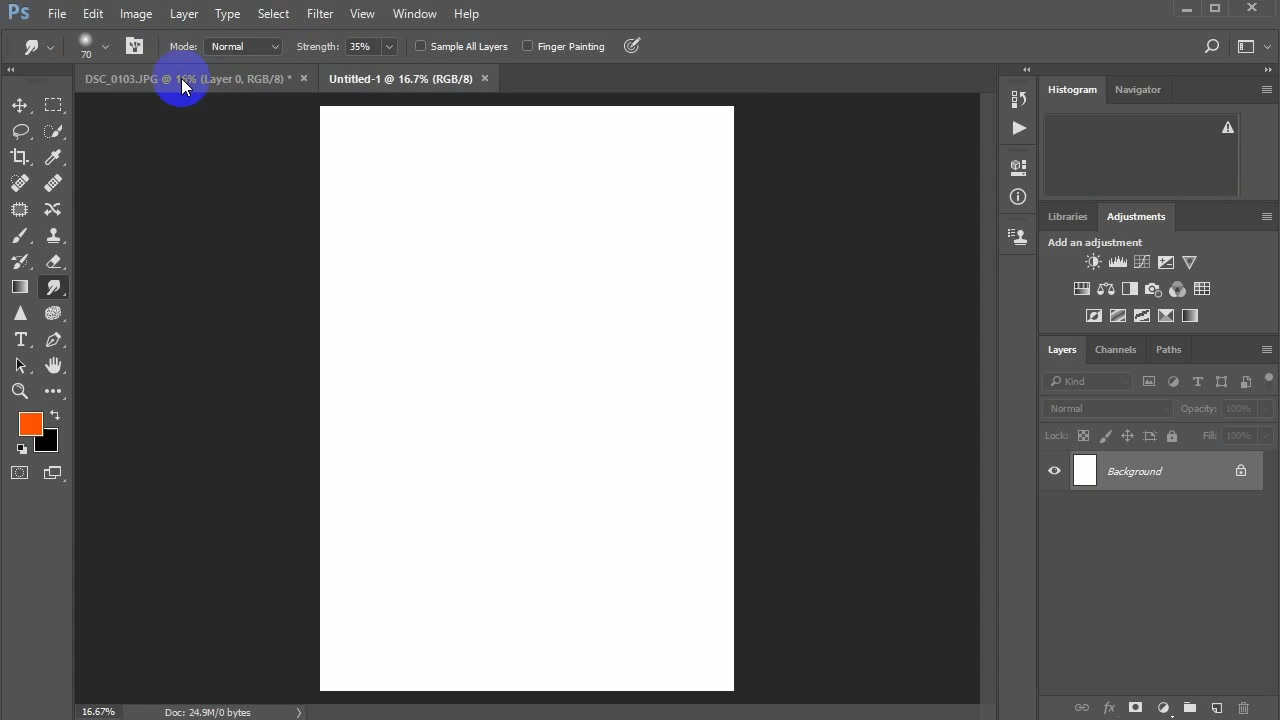 Ps File Edit Image Layer Type Select Filter View Window Help
70 Mode: Normal Strength: 35% Sample All Layers Finger Painting
DSC_0103.JPG @ 16% (Layer 0, RGB/8) * Untitled-1 @ 16.7% (RGB/8)
Histogram Navigator
Libraries Adjustments
Add an adjustment
Layers Channels Paths
Kind
Normal Opacity: 100%
Lock: Fill: 100%
Background
16.67% Doc: 24.9M/0 bytes